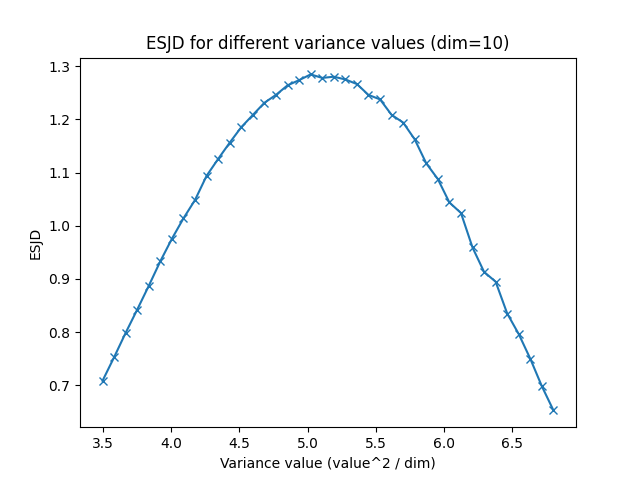 ESJD for different variance values (dim=10)
1.3
1.2
1.1
1.0
0.9
0.8
0.7
ESJD
3.5 4.0 4.5 5.0 5.5 6.0 6.5
Variance value (value^2 / dim)